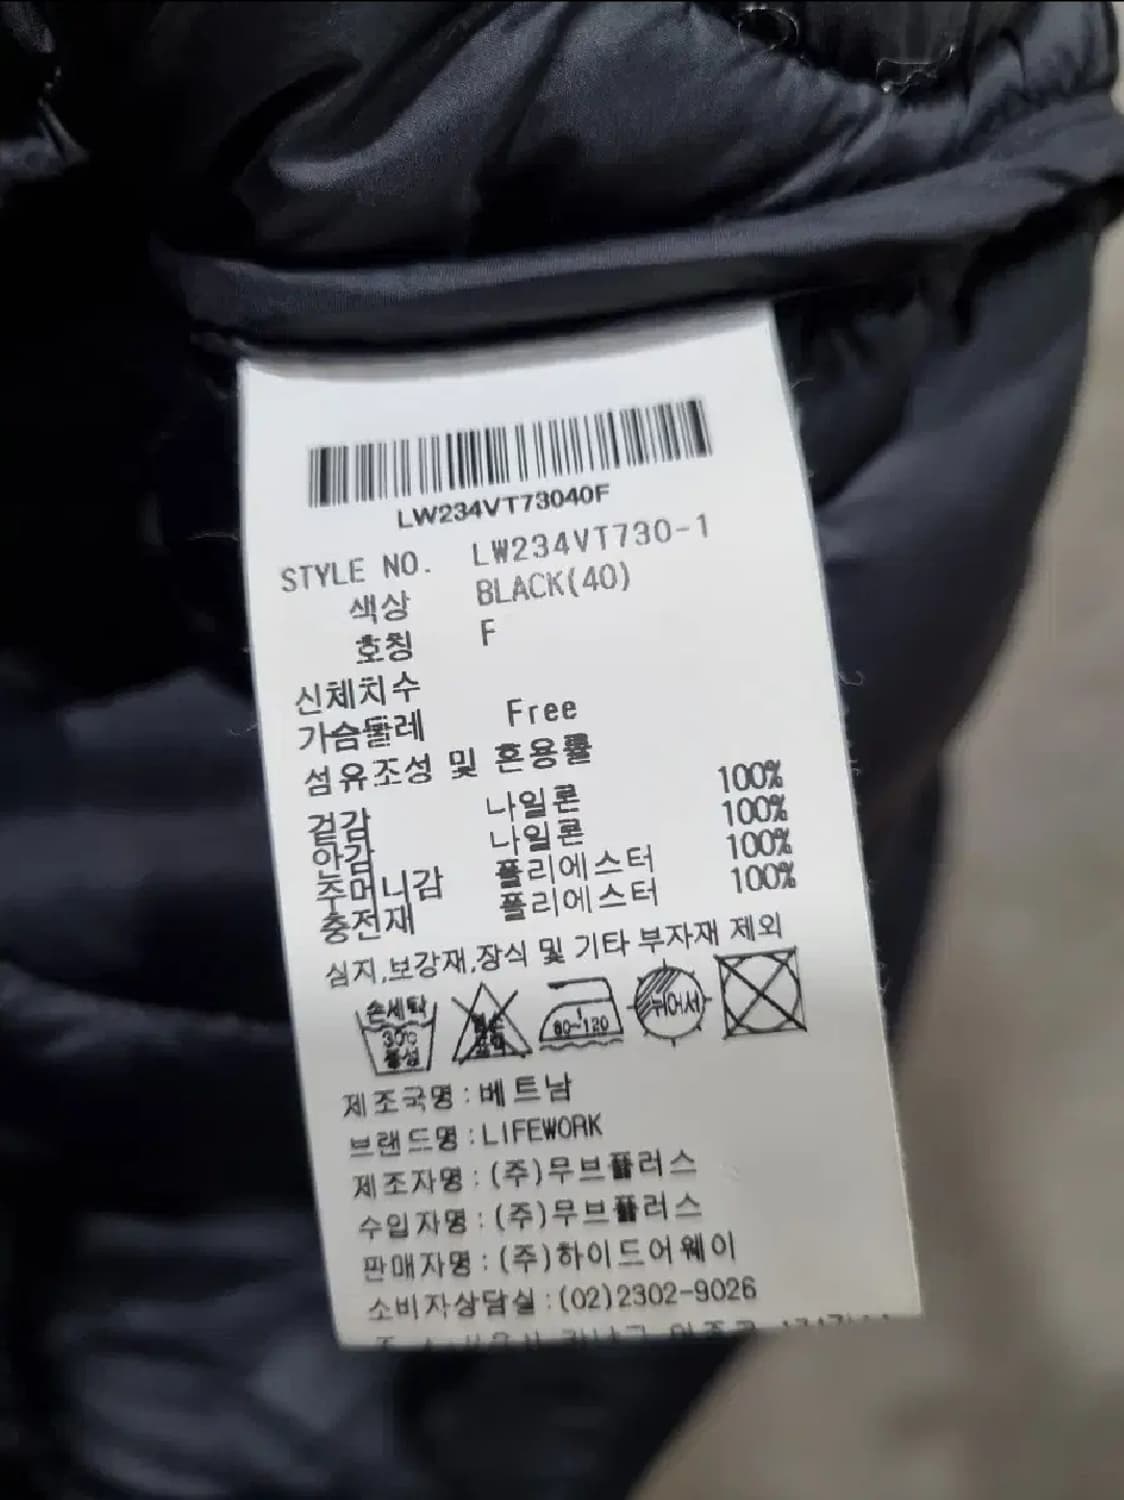 LW234VT73040F
STYLE NO. LW234VT730-1
색상 BLACK(40)
호칭 F
신체치수
가슴둘레 Free
섬유조성 및 혼용률
겉감 나일론 100%
안감 나일론 100%
주머니감 폴리에스터 100%
충전재 폴리에스터 100%
심지,보강재,장식 및 기타 부자재 제외
손세탁 30℃ 중성 80~120 뉘어서
제조국명:베트남
브랜드명:LIFEWORK
제조자명:(주)무브플러스
수입자명:(주)무브플러스
판매자명:(주)하이드어웨이
소비자상담실:(02)2302-9026